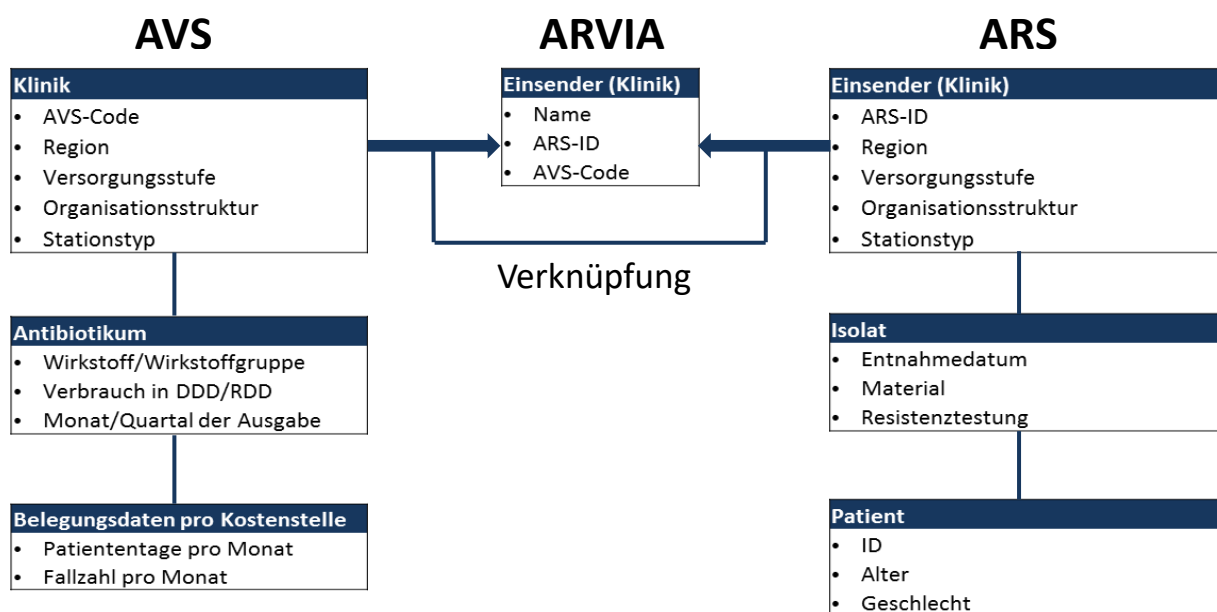 AVS
Klinik
• AVS-Code
• Region
• Versorgungsstufe
• Organisationsstruktur
• Stationstyp
Antibiotikum
• Wirkstoff/Wirkstoffgruppe
• Verbrauch in DDD/RDD
• Monat/Quartal der Ausgabe
Belegungsdaten pro Kostenstelle
• Patiententage pro Monat
• Fallzahl pro Monat
ARVIA
Einsender (Klinik)
• Name
• ARS-ID
• AVS-Code
Verknüpfung
ARS
Einsender (Klinik)
• ARS-ID
• Region
• Versorgungsstufe
• Organisationsstruktur
• Stationstyp
Isolat
• Entnahmedatum
• Material
• Resistenztestung
Patient
• ID
• Alter
• Geschlecht